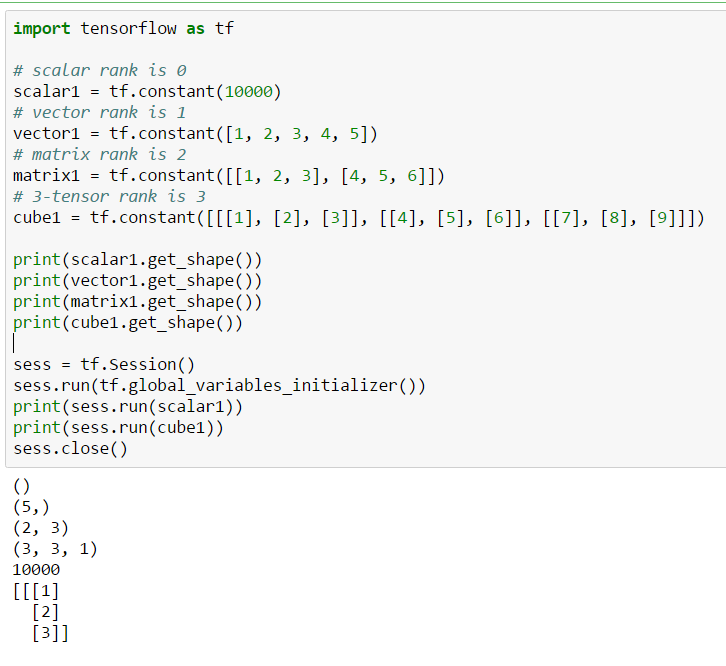 import tensorflow as tf
# scalar rank is 0
scalar1 = tf.constant(10000)
# vector rank is 1
vector1 = tf.constant([1, 2, 3, 4, 5])
# matrix rank is 2
matrix1 = tf.constant([[1, 2, 3], [4, 5, 6]])
# 3-tensor rank is 3
cube1 = tf.constant([[[1], [2], [3]], [[4], [5], [6]], [[7], [8], [9]]])
print(scalar1.get_shape())
print(vector1.get_shape())
print(matrix1.get_shape())
print(cube1.get_shape())
sess = tf.Session()
sess.run(tf.global_variables_initializer())
print(sess.run(scalar1))
print(sess.run(cube1))
sess.close()
()
(5,)
(2, 3)
(3, 3, 1)
10000
[[[1]
[2]
[3]]